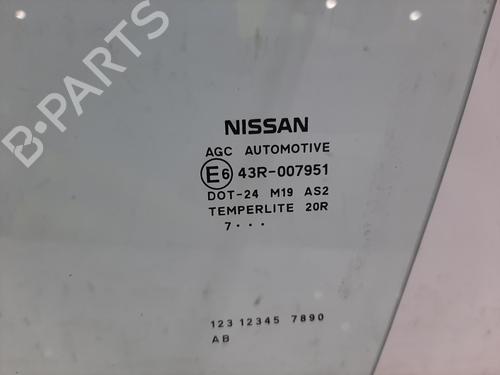 B-PARTS
NISSAN
AGC AUTOMOTIVE
E6 43R-007951
DOT-24 M19 AS2
TEMPERLITE 20R
7...
123 12345 7890
AB